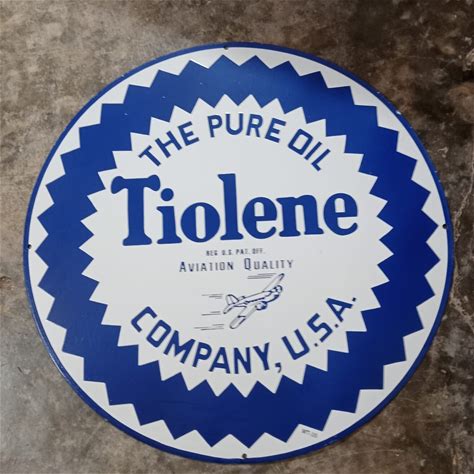 THE PURE OIL
Tiolene
REG. U.S. PAT. OFF.
AVIATION QUALITY
COMPANY, U.S.A.